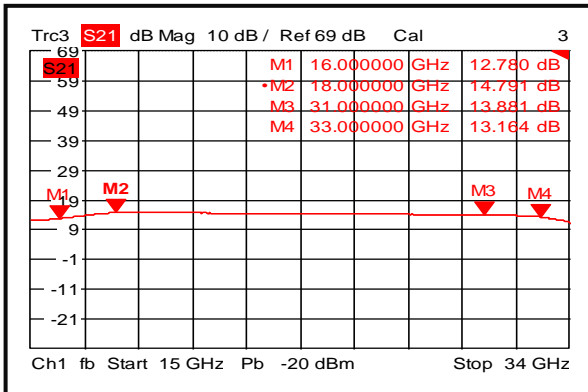 Trc3 S21 dB Mag 10 dB / Ref 69 dB Cal 3
69
S21
M1 16.000000 GHz 12.780 dB
59
•M2 18.000000 GHz 14.791 dB
M3 31.000000 GHz 13.881 dB
49
M4 33.000000 GHz 13.164 dB
39
29
M1 M2 M3 M4
19
9
-1
-11
-21
Ch1 fb Start 15 GHz Pb -20 dBm Stop 34 GHz